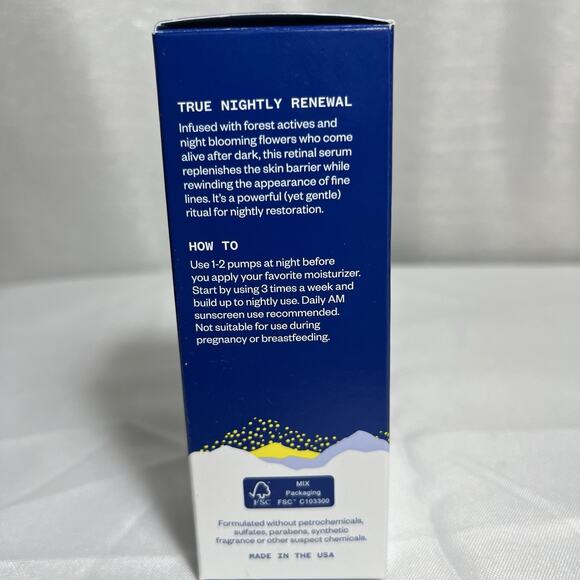 TRUE NIGHTLY RENEWAL
Infused with forest actives and
night blooming flowers who come
alive after dark, this retinal serum
replenishes the skin barrier while
rewinding the appearance of fine
lines. It's a powerful (yet gentle)
ritual for nightly restoration.
HOW TO
Use 1-2 pumps at night before
you apply your favorite moisturizer.
Start by using 3 times a week and
build up to nightly use. Daily AM
sunscreen use recommended.
Not suitable for use during
pregnancy or breastfeeding.
MIX
Packaging
FSC™ C103300
FSC
Formulated without petrochemicals,
sulfates, parabens, synthetic
fragrance or other suspect chemicals.
MADE IN THE USA